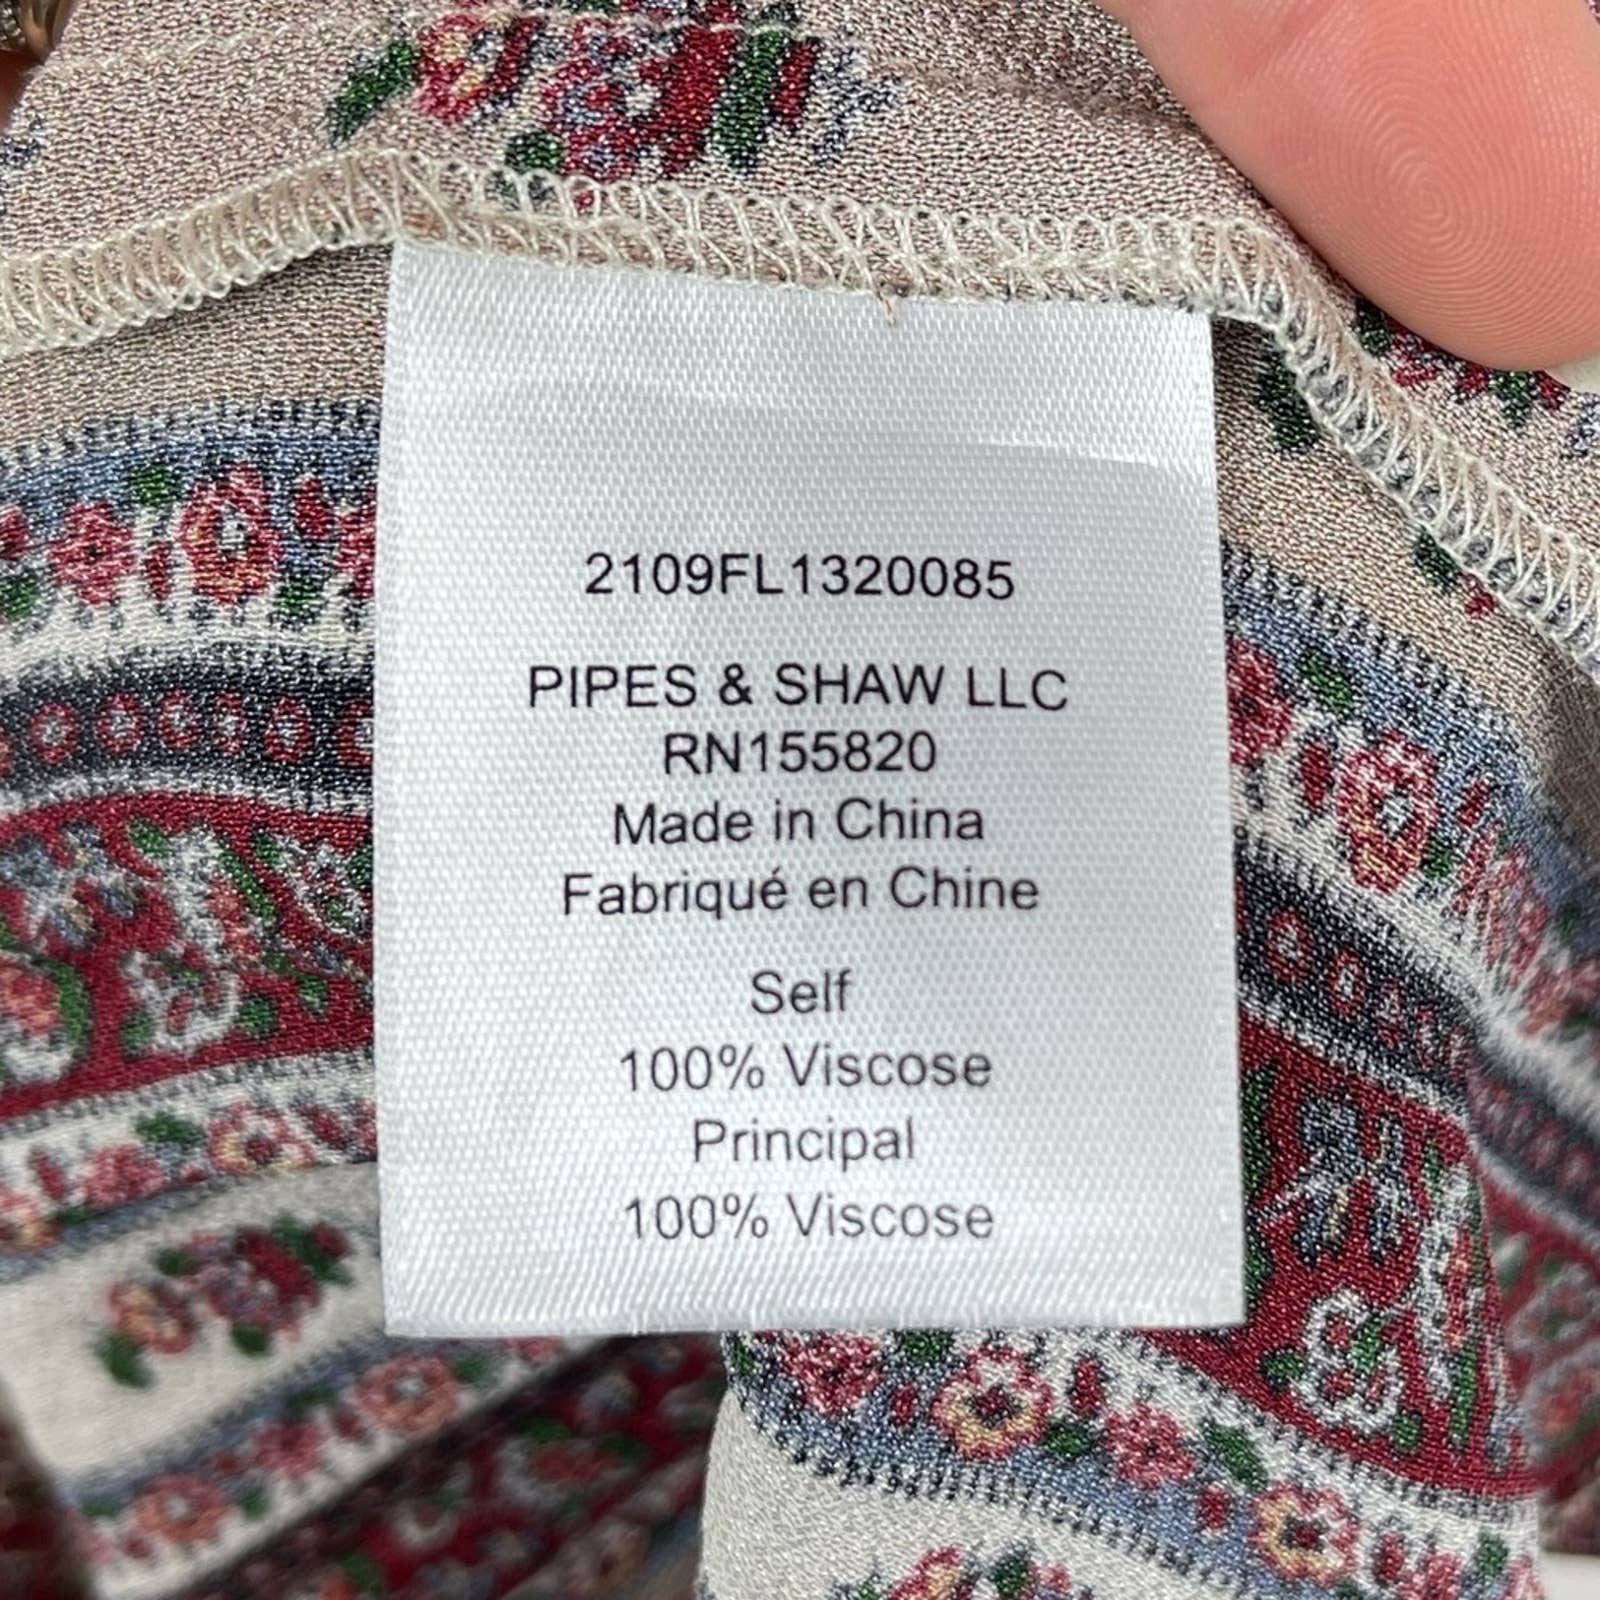 2109FL1320085
PIPES & SHAW LLC
RN155820
Made in China
Fabriqué en Chine
Self
100% Viscose
Principal
100% Viscose